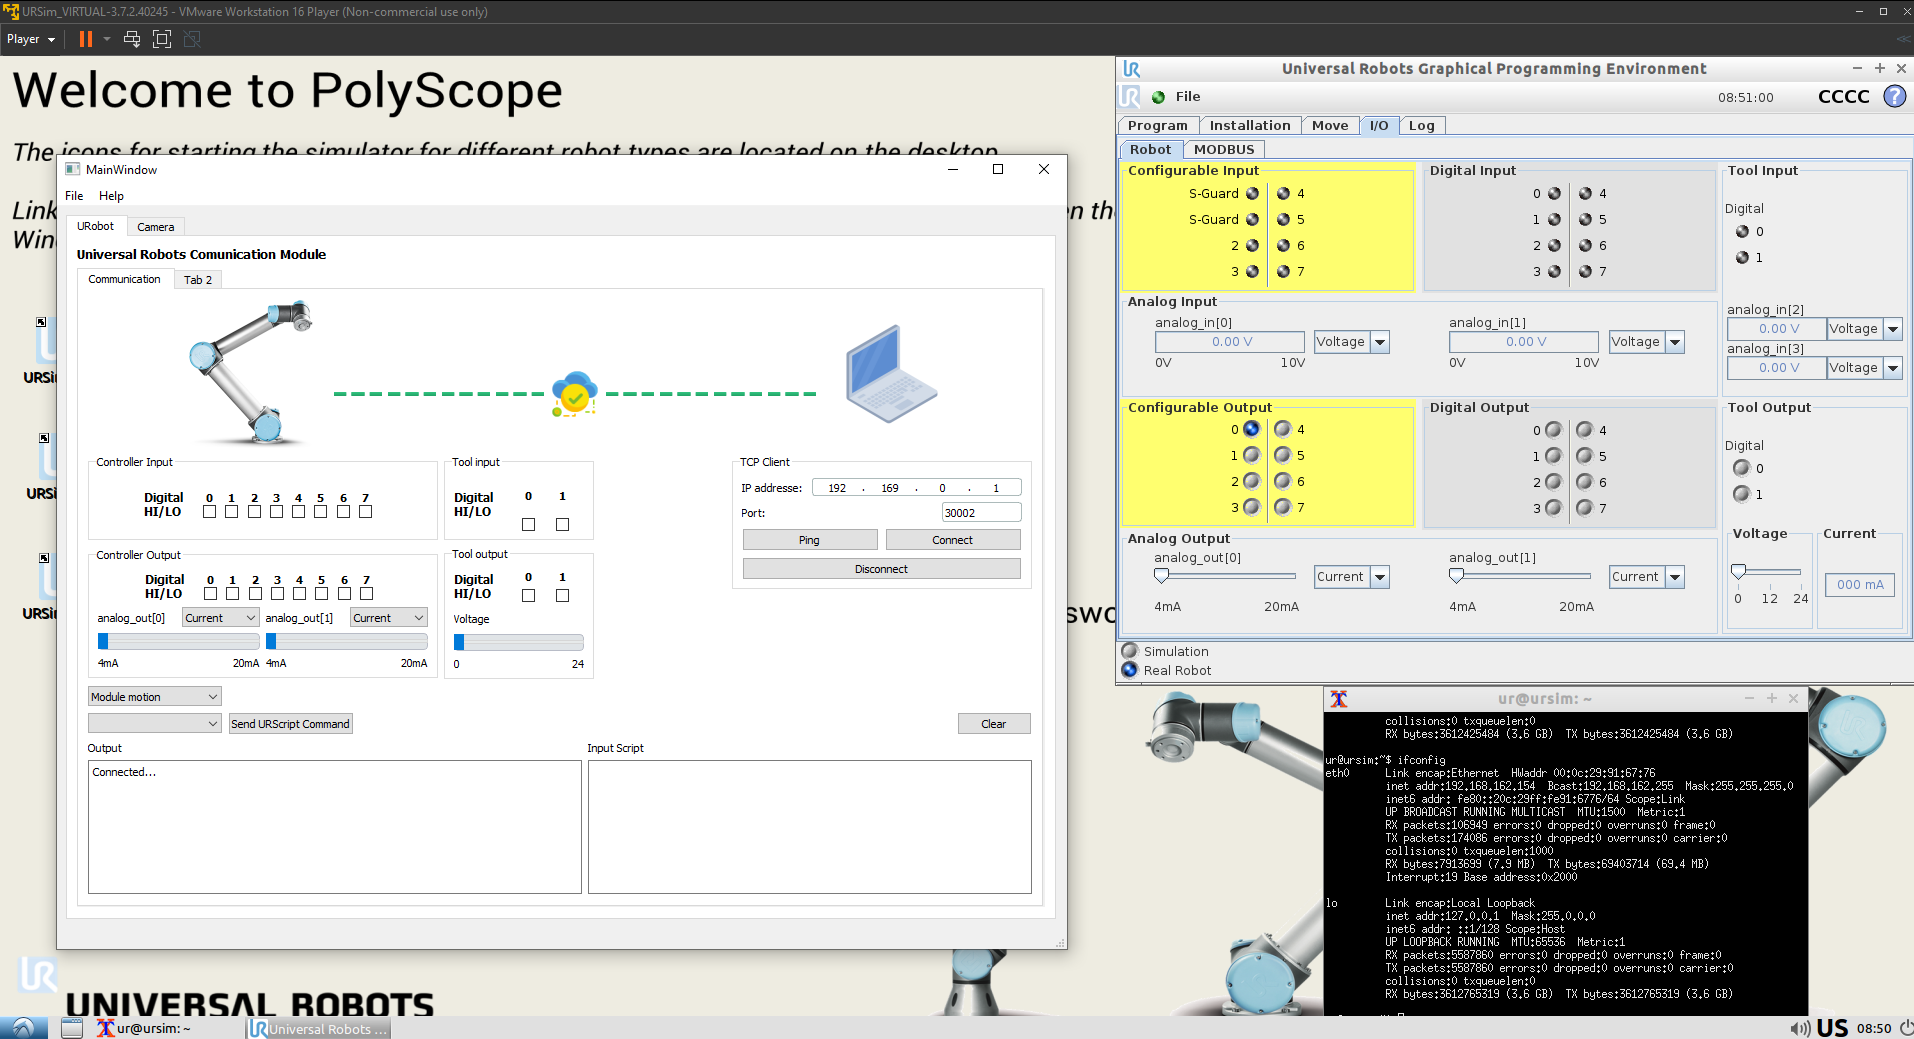 URSim_VIRTUAL-3.7.2.40245 - VMware Workstation 16 Player (Non-commercial use only)
Player
Welcome to PolyScope
The icons for starting the simulator for different robot types are located on the desktop
Lin
Win
n th
swo
URSi
URSi
URSi
MainWindow
File Help
URobot Camera
Universal Robots Comunication Module
Communication Tab 2
Controller Input
Digital 0 1 2 3 4 5 6 7
HI/LO
Tool input
Digital 0 1
HI/LO
TCP Client
IP addresse: 192 . 169 . 0 . 1
Port: 30002
Ping Connect
Disconnect
Controller Output
Digital 0 1 2 3 4 5 6 7
HI/LO
analog_out[0] Current analog_out[1] Current
4mA 20mA 4mA 20mA
Tool output
Digital 0 1
HI/LO
Voltage
0 24
Module motion
Send URScript Command
Clear
Output
Input Script
Connected...
UR
UNIVERSAL ROBOTS
UR
Universal Robots Graphical Programming Environment
UR
File
08:51:00
CCCC
?
Program Installation Move I/O Log
Robot MODBUS
Configurable Input
S-Guard 4
S-Guard 5
2 6
3 7
Digital Input
0 4
1 5
2 6
3 7
Tool Input
Digital
0
1
Analog Input
analog_in[0]
0.00 V Voltage
0V 10V
analog_in[1]
0.00 V Voltage
0V 10V
analog_in[2]
0.00 V Voltage
analog_in[3]
0.00 V Voltage
Configurable Output
0 4
1 5
2 6
3 7
Digital Output
0 4
1 5
2 6
3 7
Tool Output
Digital
0
1
Analog Output
analog_out[0]
Current
4mA 20mA
analog_out[1]
Current
4mA 20mA
Voltage
0 12 24
Current
000 mA
Simulation
Real Robot
ur@ursim: ~
collisions:0 txqueuelen:0
RX bytes:3612425484 (3.6 GB) TX bytes:3612425484 (3.6 GB)
ur@ursim:~$ ifconfig
eth0 Link encap:Ethernet HWaddr 00:0c:29:91:67:76
inet addr:192.168.162.154 Bcast:192.168.162.255 Mask:255.255.255.0
inet6 addr: fe80::20c:29ff:fe91:6776/64 Scope:Link
UP BROADCAST RUNNING MULTICAST MTU:1500 Metric:1
RX packets:106949 errors:0 dropped:0 overruns:0 frame:0
TX packets:174086 errors:0 dropped:0 overruns:0 carrier:0
collisions:0 txqueuelen:1000
RX bytes:7913699 (7.9 MB) TX bytes:69403714 (69.4 MB)
Interrupt:19 Base address:0x2000
lo Link encap:Local Loopback
inet addr:127.0.0.1 Mask:255.0.0.0
inet6 addr: ::1/128 Scope:Host
UP LOOPBACK RUNNING MTU:65536 Metric:1
RX packets:5587860 errors:0 dropped:0 overruns:0 frame:0
TX packets:5587860 errors:0 dropped:0 overruns:0 carrier:0
collisions:0 txqueuelen:0
RX bytes:3612765319 (3.6 GB) TX bytes:3612765319 (3.6 GB)
ur@ursim: ~
UR Universal Robots ...
US 08:50